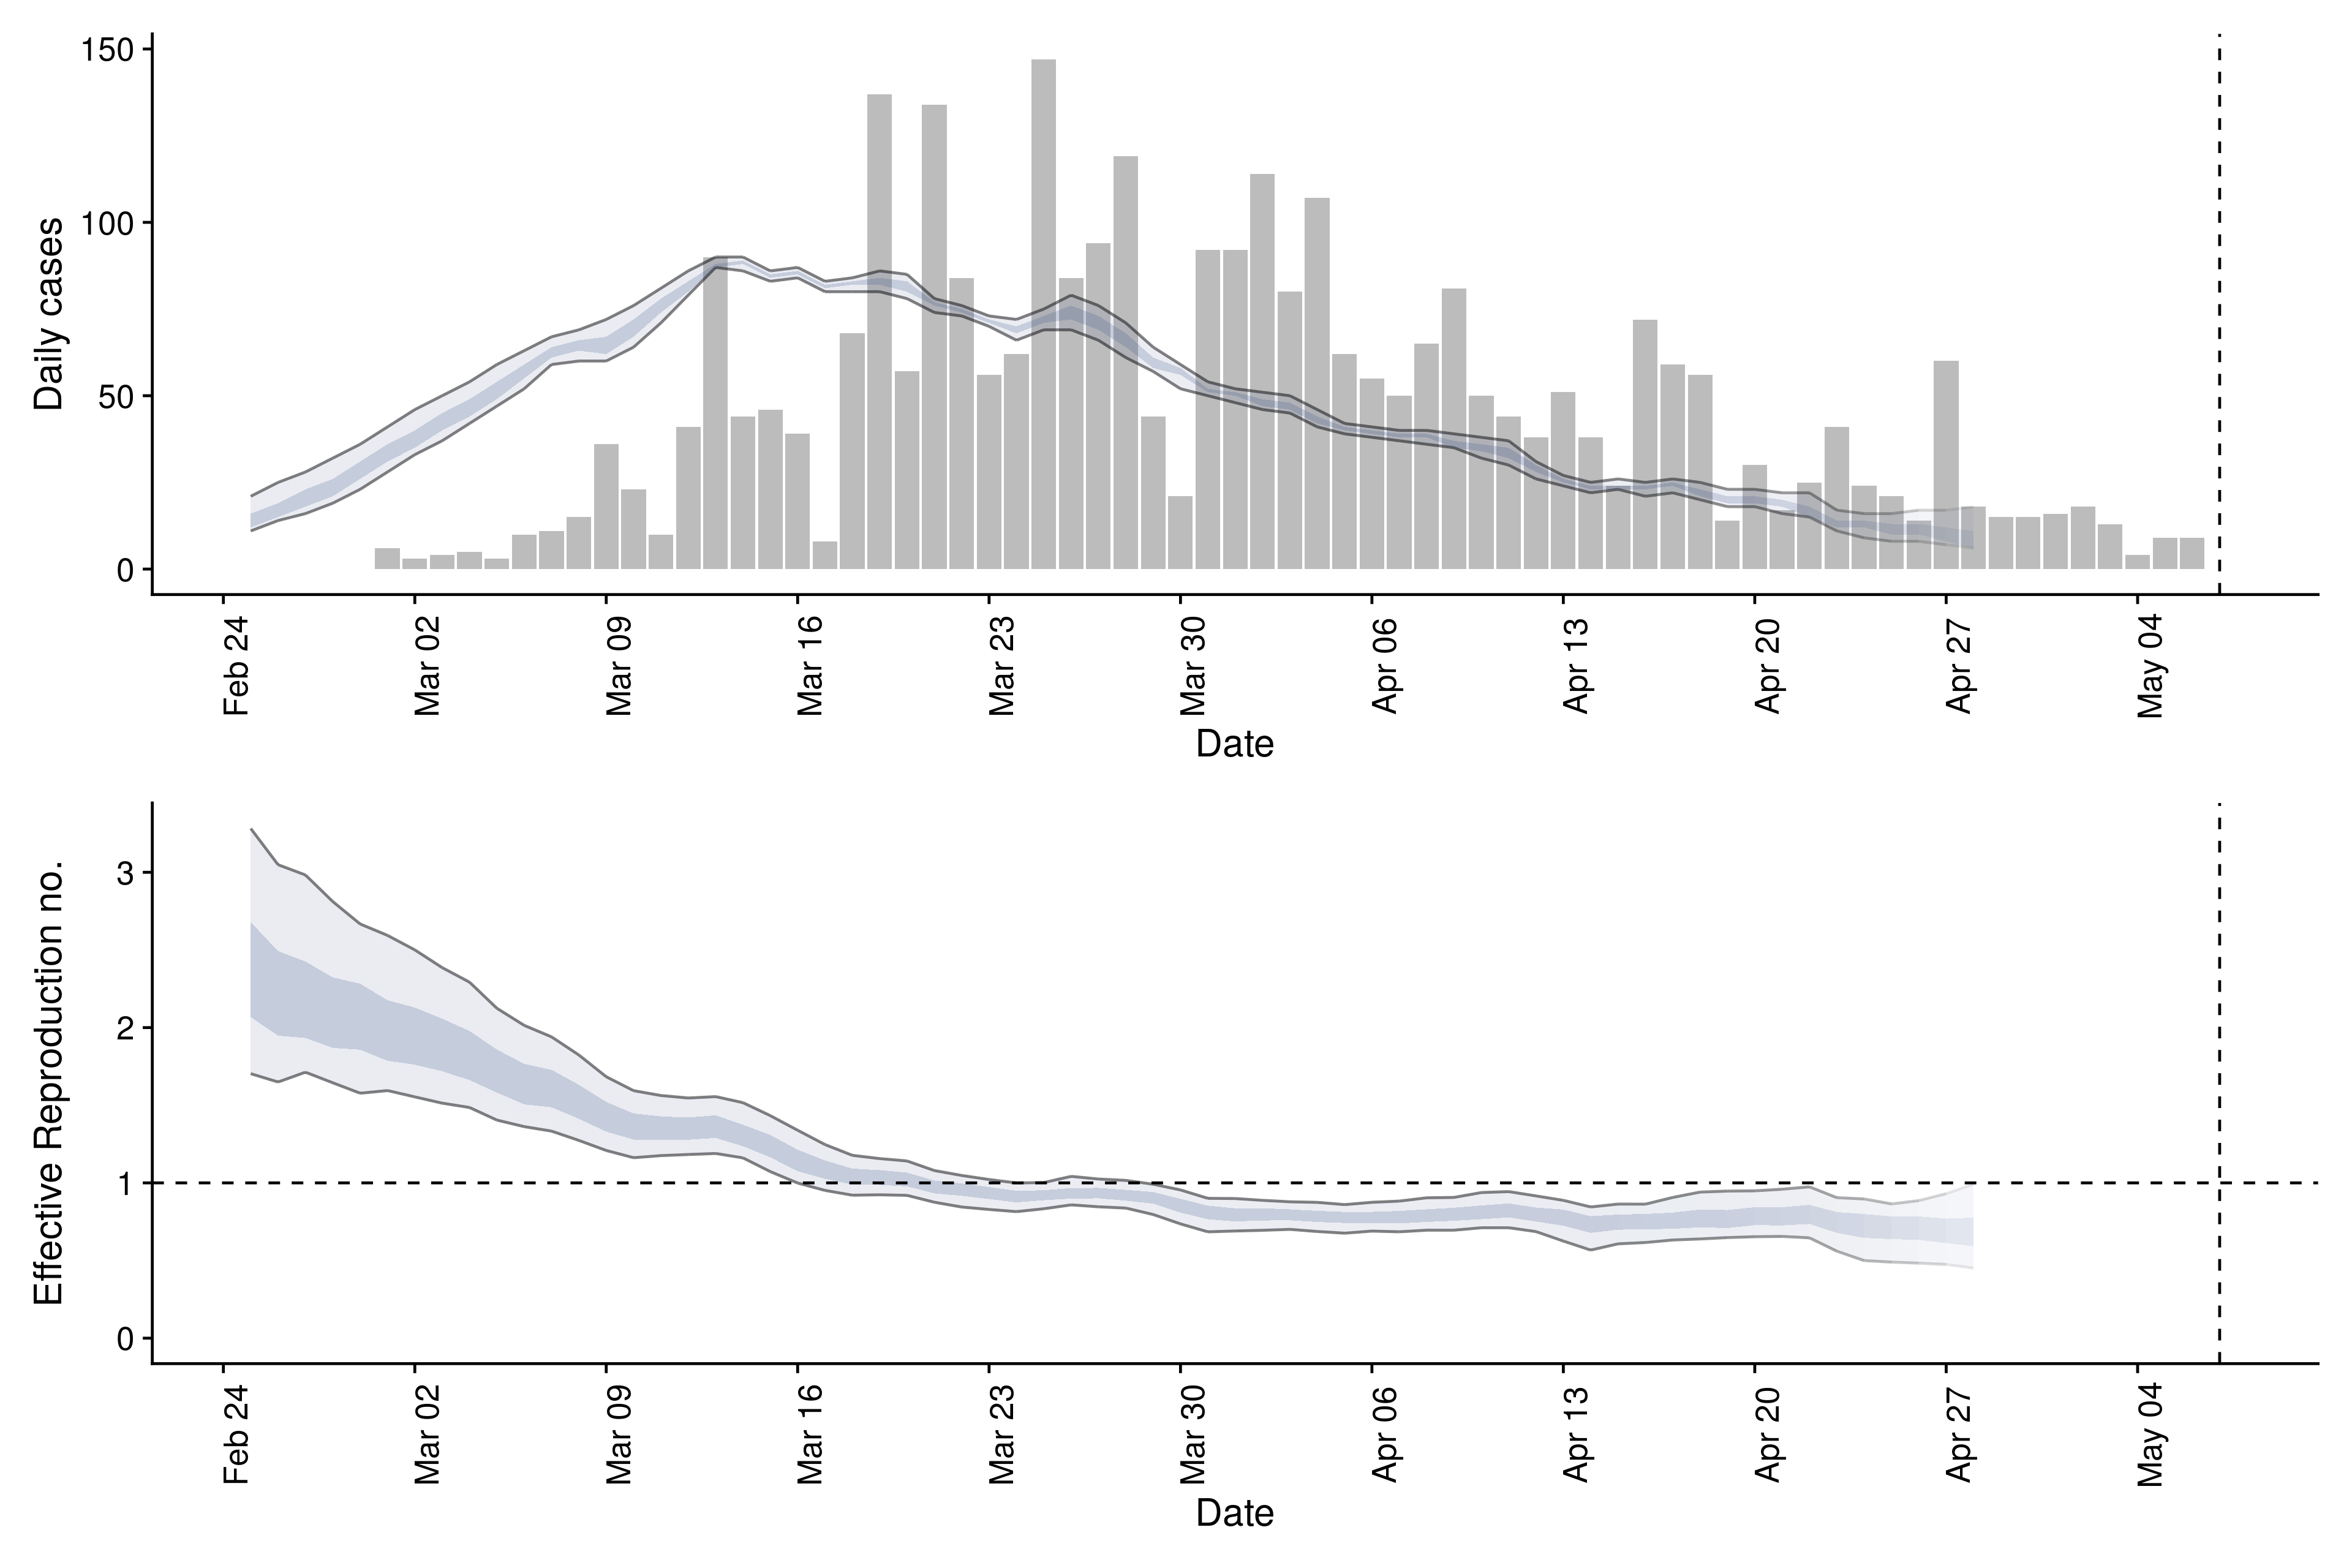 Daily cases
150
100
50
0
Feb 24
Mar 02
Mar 09
Mar 16
Mar 23
Mar 30
Apr 06
Apr 13
Apr 20
Apr 27
May 04
Date
Effective Reproduction no.
3
2
1
0
Feb 24
Mar 02
Mar 09
Mar 16
Mar 23
Mar 30
Apr 06
Apr 13
Apr 20
Apr 27
May 04
Date